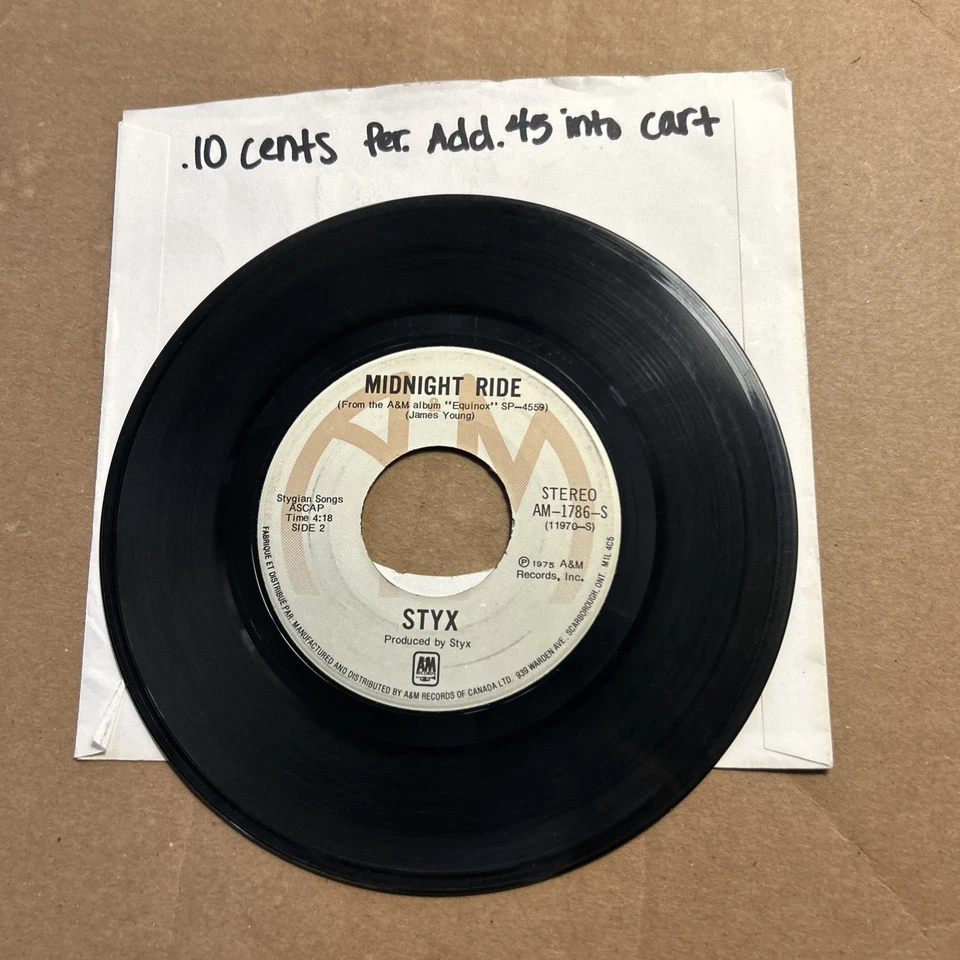 .10 cents Per. Add. 45 into cart
MIDNIGHT RIDE
(From the A&M album "Equinox" SP-4559)
(James Young)
Stygian Songs
ASCAP
Time 4:18
SIDE 2
STEREO
AM-1786-S
(11970-S)
℗ 1975 A&M
Records, Inc.
STYX
Produced by Styx
A&M
RECORDS
FABRIQUE ET DISTRIBUÉ PAR: MANUFACTURED AND DISTRIBUTED BY A&M RECORDS OF CANADA LTD. 939 WARDEN AVE., SCARBOROUGH, ONT. M1L 4C5